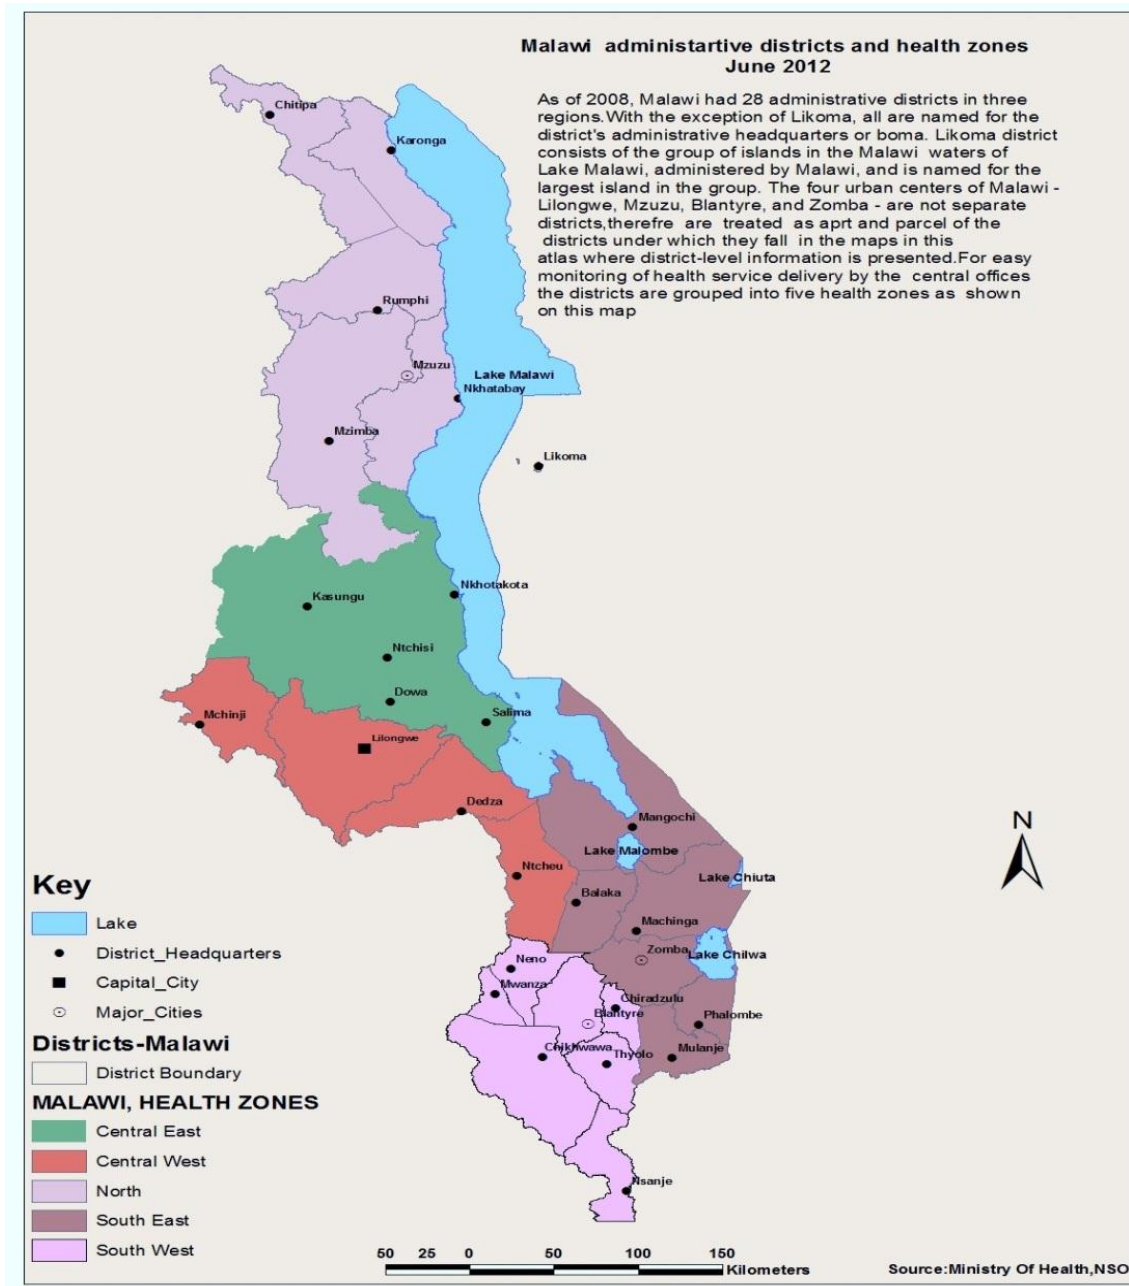 Malawi administartive districts and health zones
June 2012
As of 2008, Malawi had 28 administrative districts in three
regions.With the exception of Likoma, all are named for the
district's administrative headquarters or boma. Likoma district
consists of the group of islands in the Malawi waters of
Lake Malawi, administered by Malawi, and is named for the
largest island in the group. The four urban centers of Malawi -
Lilongwe, Mzuzu, Blantyre, and Zomba - are not separate
districts,therefre are treated as aprt and parcel of the
districts under which they fall in the maps in this
atlas where district-level information is presented.For easy
monitoring of health service delivery by the central offices
the districts are grouped into five health zones as shown
on this map
Chitipa
Karonga
Rumphi
Mzuzu
Lake Malawi
Nkhatabay
Mzimba
Likoma
Nkhotakota
Kasungu
Ntchisi
Dowa
Salima
Mchinji
Lilongwe
Dedza
Mangochi
Lake Malombe
Ntcheu
Lake Chiuta
Balaka
Machinga
Zomba
Lake Chilwa
Neno
Mwanza
Chiradzulu
Blantyre
Phalombe
Chikhwawa
Thyolo
Mulanje
Nsanje
N
Key
Lake
District_Headquarters
Capital_City
Major_Cities
Districts-Malawi
District Boundary
MALAWI, HEALTH ZONES
Central East
Central West
North
South East
South West
50 25 0 50 100 150
Kilometers
Source:Ministry Of Health,NSO